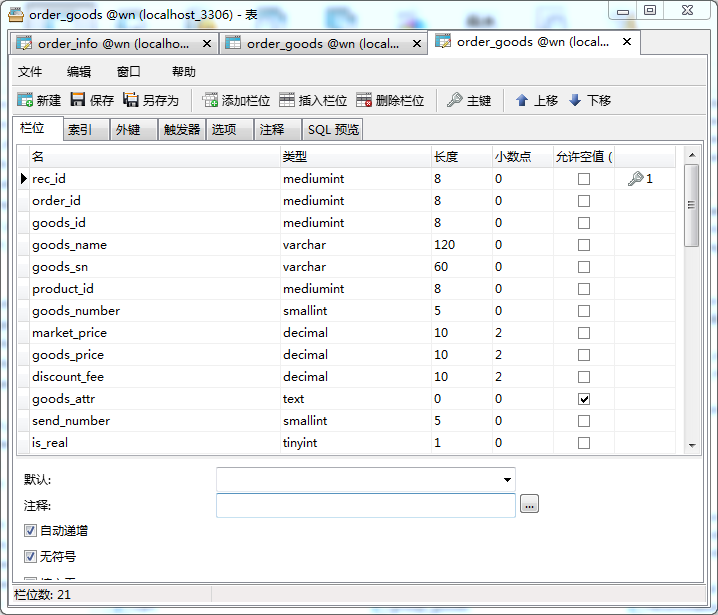 order_goods @wn (localhost_3306) - 表
order_info @wn (localho... order_goods @wn (local... order_goods @wn (local...
文件 编辑 窗口 帮助
新建 保存 另存为 添加栏位 插入栏位 删除栏位 主键 上移 下移
栏位 索引 外键 触发器 选项 注释 SQL 预览
名 类型 长度 小数点 允许空值 (
rec_id mediumint 8 0 1
order_id mediumint 8 0
goods_id mediumint 8 0
goods_name varchar 120 0
goods_sn varchar 60 0
product_id mediumint 8 0
goods_number smallint 5 0
market_price decimal 10 2
goods_price decimal 10 2
discount_fee decimal 10 2
goods_attr text 0 0
send_number smallint 5 0
is_real tinyint 1 0
默认:
注释:
...
自动递增
无符号
栏位数: 21